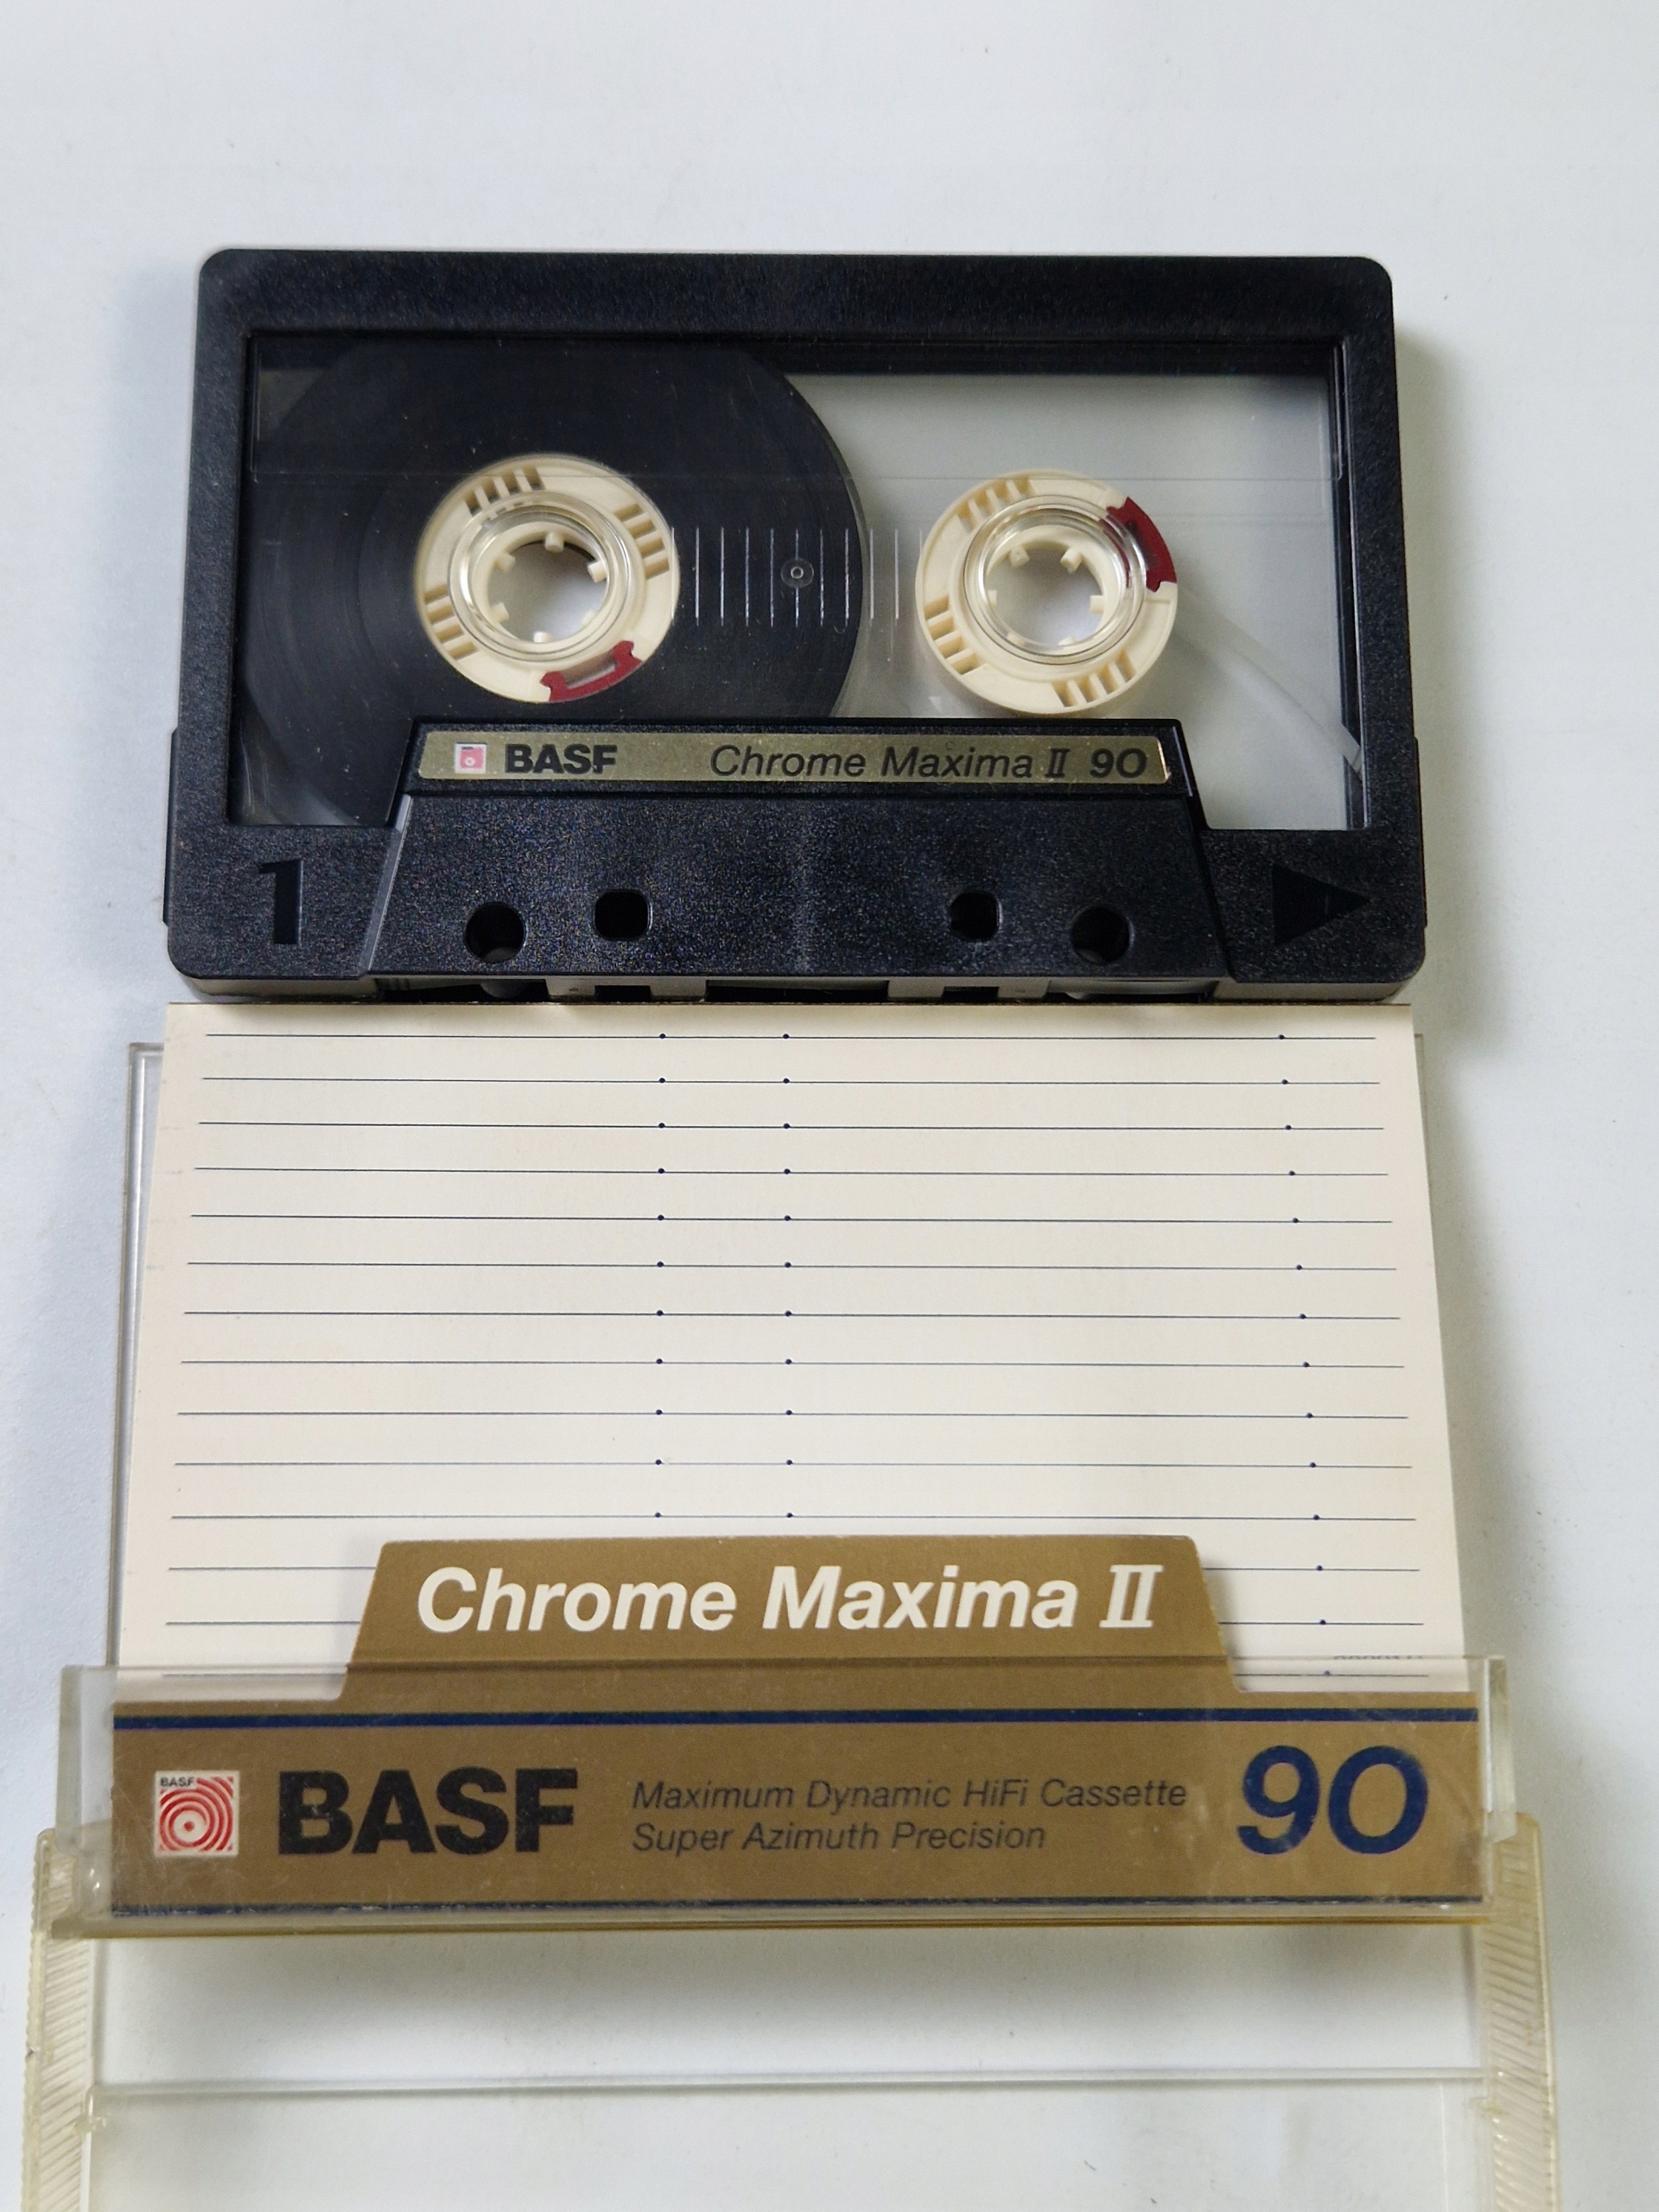 BASF Chrome Maxima II 90
1
Chrome Maxima II
BASF
BASF
Maximum Dynamic HiFi Cassette
Super Azimuth Precision
90